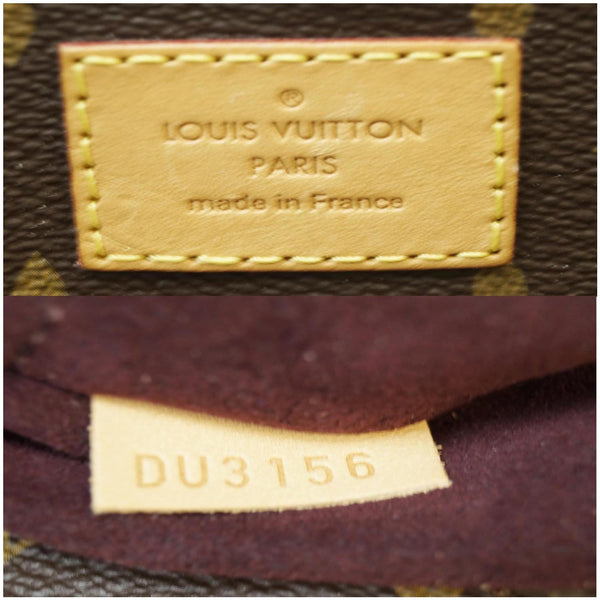 ®
LOUIS VUITTON
PARIS
made in France
DU3156